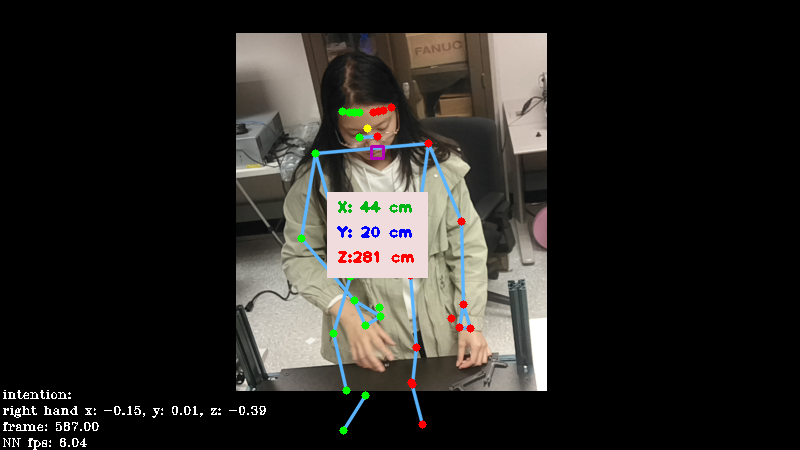 FANUC
X: 44 cm
Y: 20 cm
Z:281 cm
intention:
right hand x: -0.15, y: 0.01, z: -0.39
frame: 587.00
NN fps: 6.04